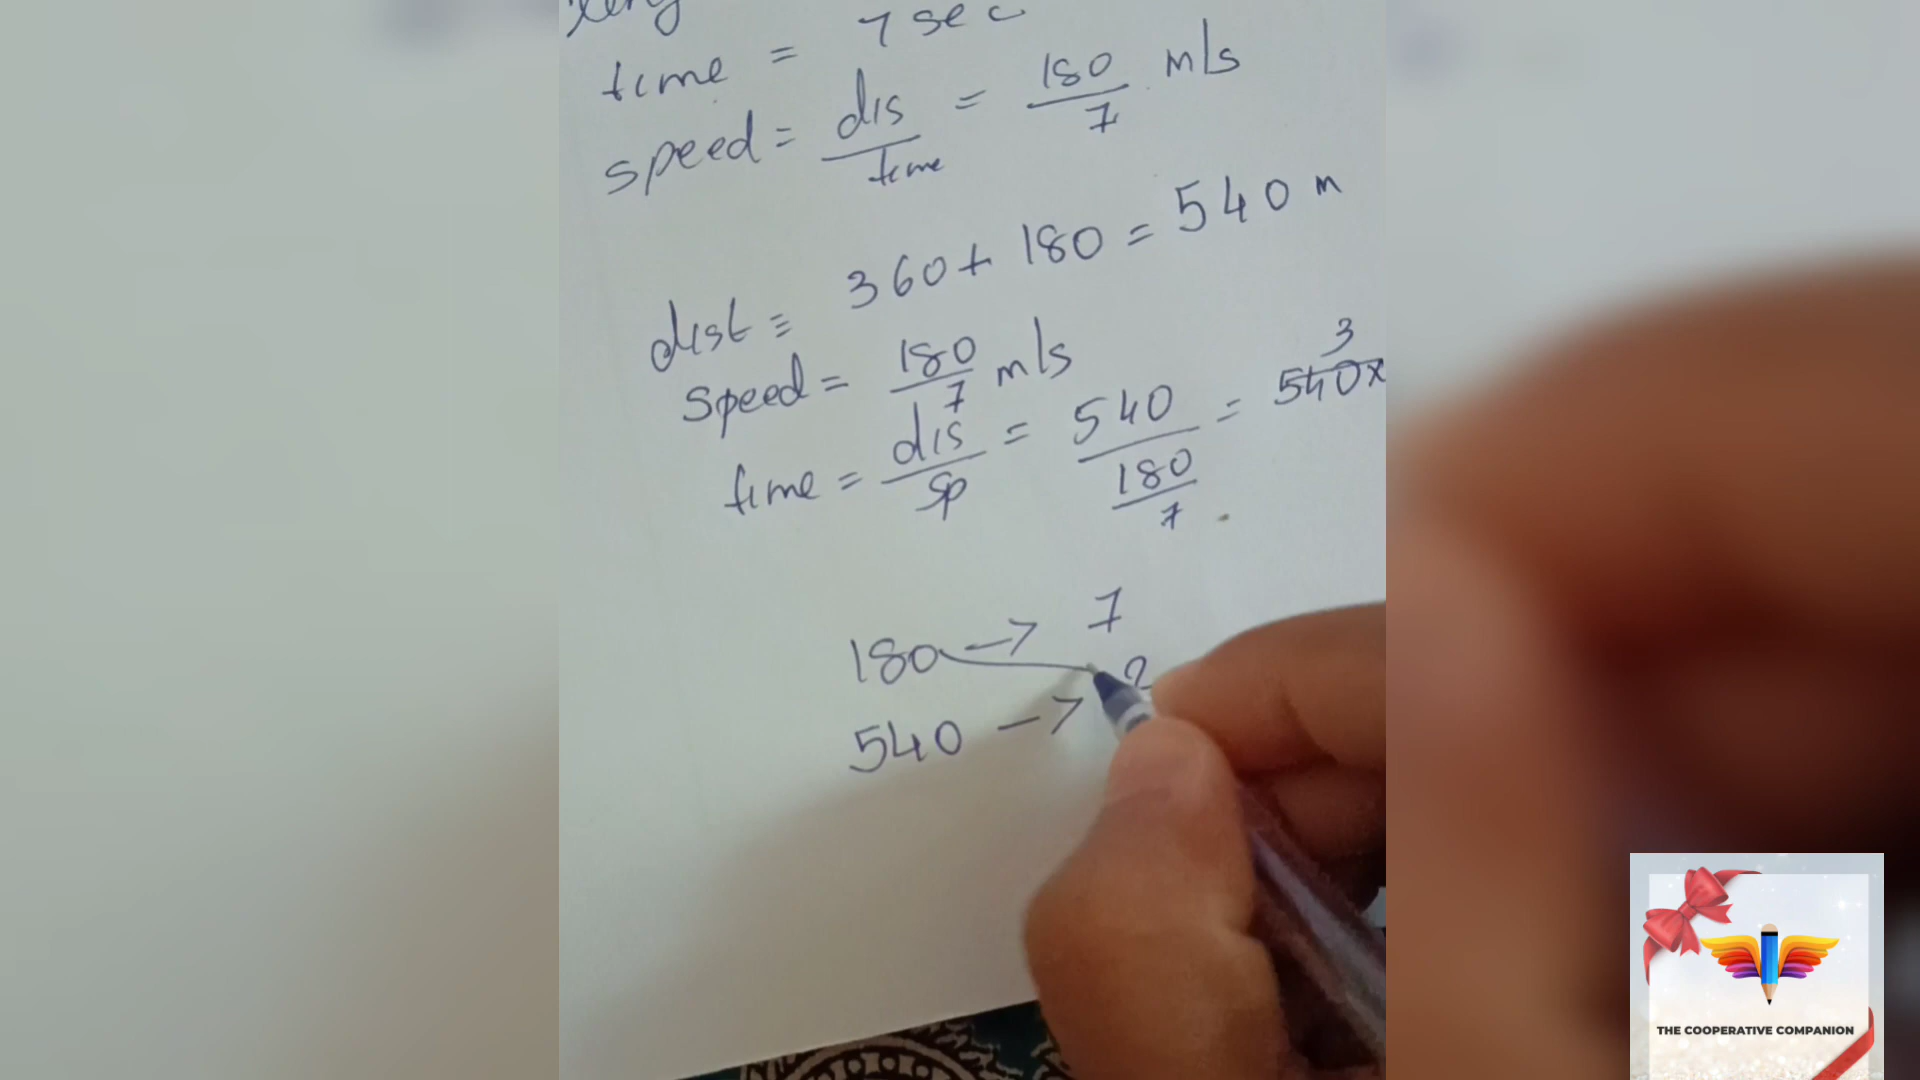 time = 7 sec
speed = dis/time = 180/7 m/s
dist = 360 + 180 = 540 m
speed = 180/7 m/s
time = dis/sp = 540/(180/7) = 540x
3
180 → 7
540 → ?
THE COOPERATIVE COMPANION